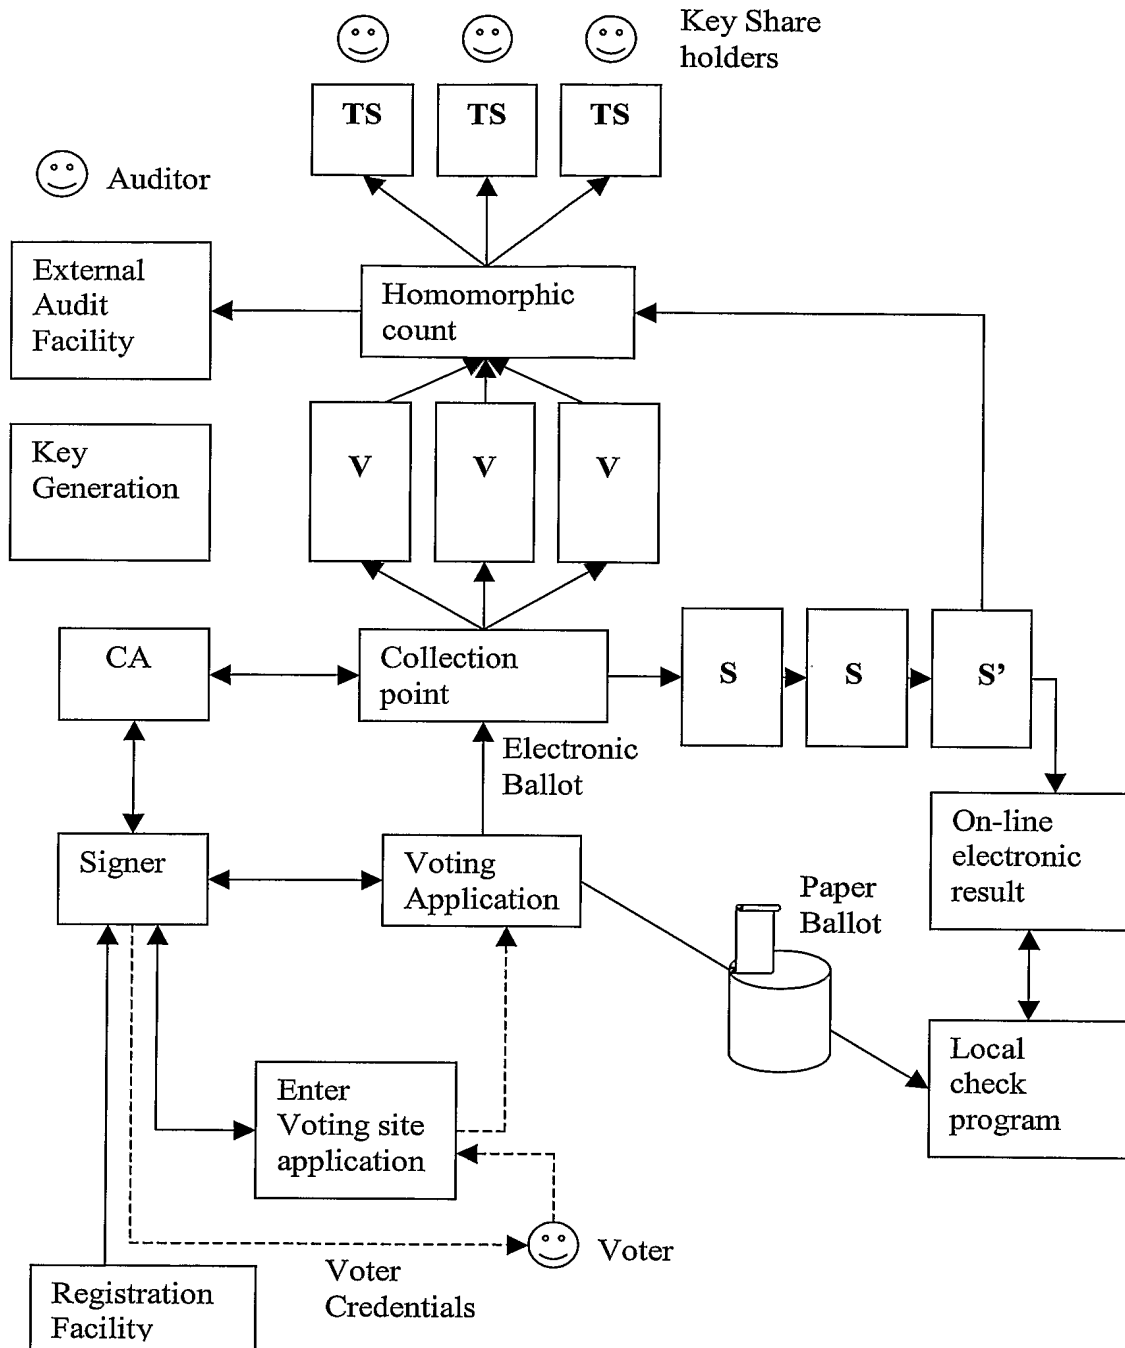 Key Share
holders
TS
TS
TS
Auditor
External
Audit
Facility
Homomorphic
count
Key
Generation
V
V
V
CA
Collection
point
S
S
S’
Electronic
Ballot
On-line
electronic
result
Signer
Voting
Application
Paper
Ballot
Local
check
program
Enter
Voting site
application
Voter
Voter
Credentials
Registration
Facility